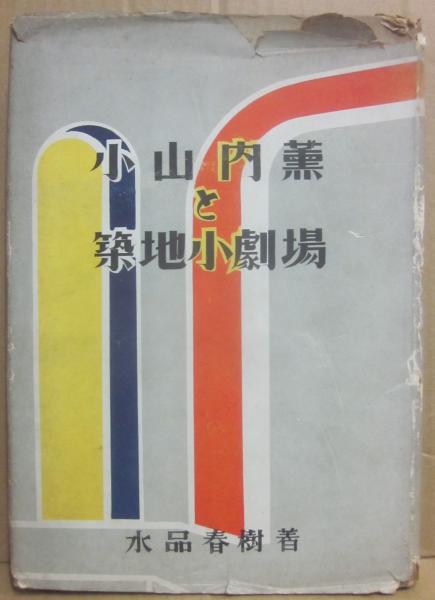 小山内薫
と
築地小劇場
水品春樹著